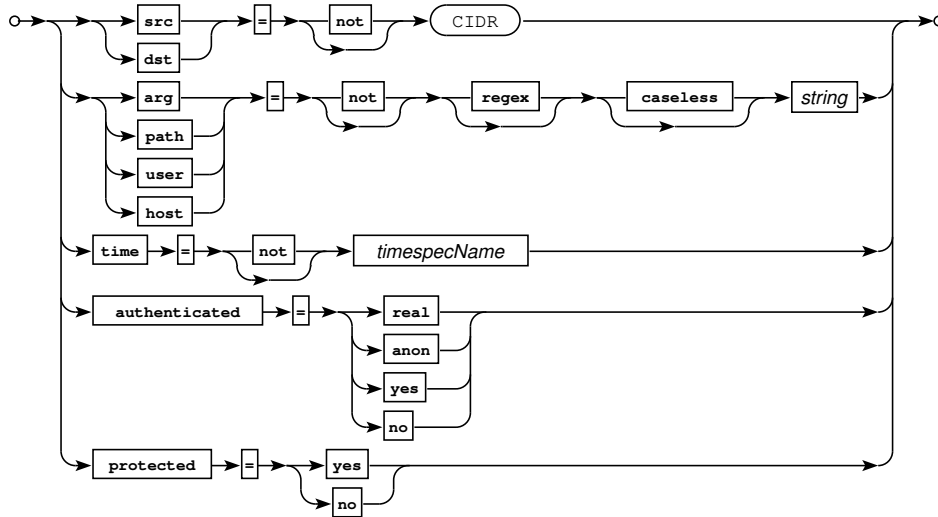 src = not CIDR
dst
arg = not regex caseless string
path
user
host
time = not timespecName
authenticated = real
anon
yes
no
protected = yes
no